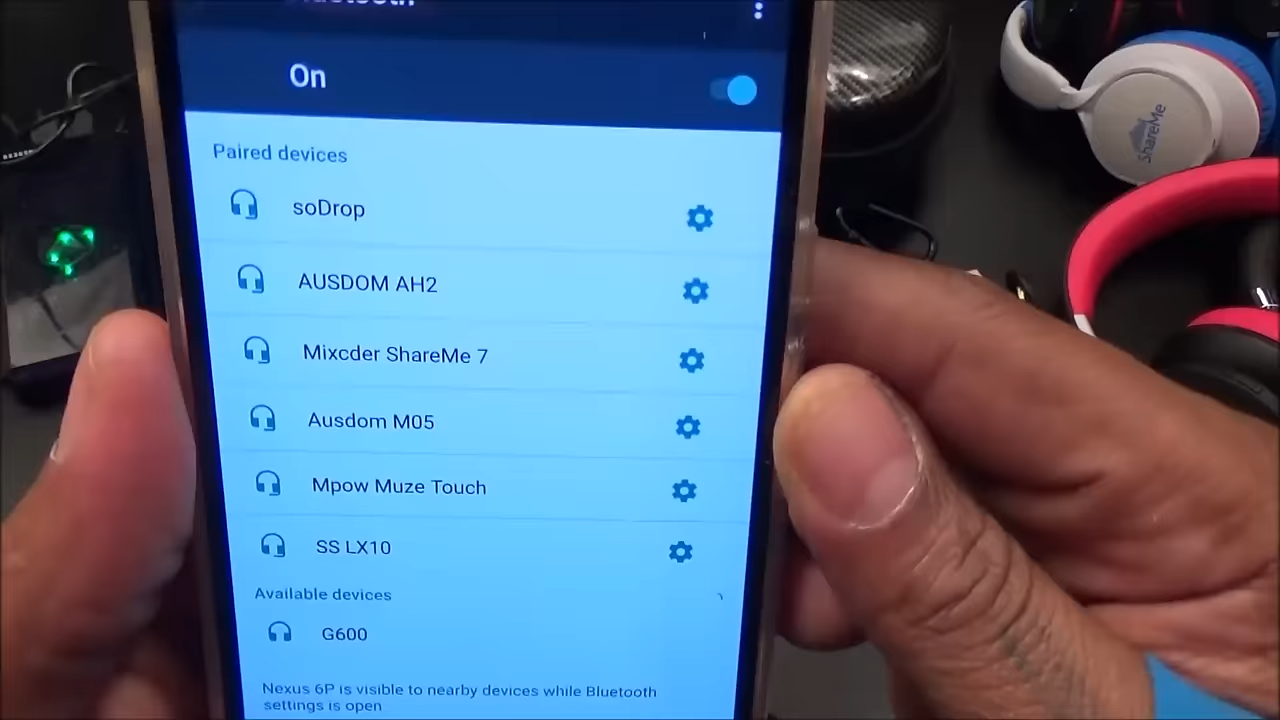 On
Paired devices
soDrop
AUSDOM AH2
Mixcder ShareMe 7
Ausdom M05
Mpow Muze Touch
SS LX10
Available devices
G600
Nexus 6P is visible to nearby devices while Bluetooth
settings is open
ShareMe